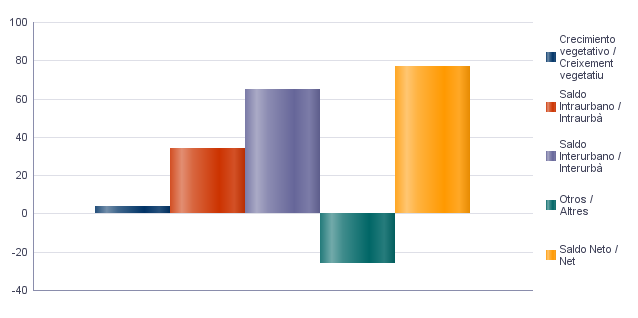 100
80
60
40
20
0
-20
-40
Crecimiento
vegetativo /
Creixement
vegetatiu
Saldo
Intraurbano /
Intraurbà
Saldo
Interurbano /
Interurbà
Otros /
Altres
Saldo Neto /
Net